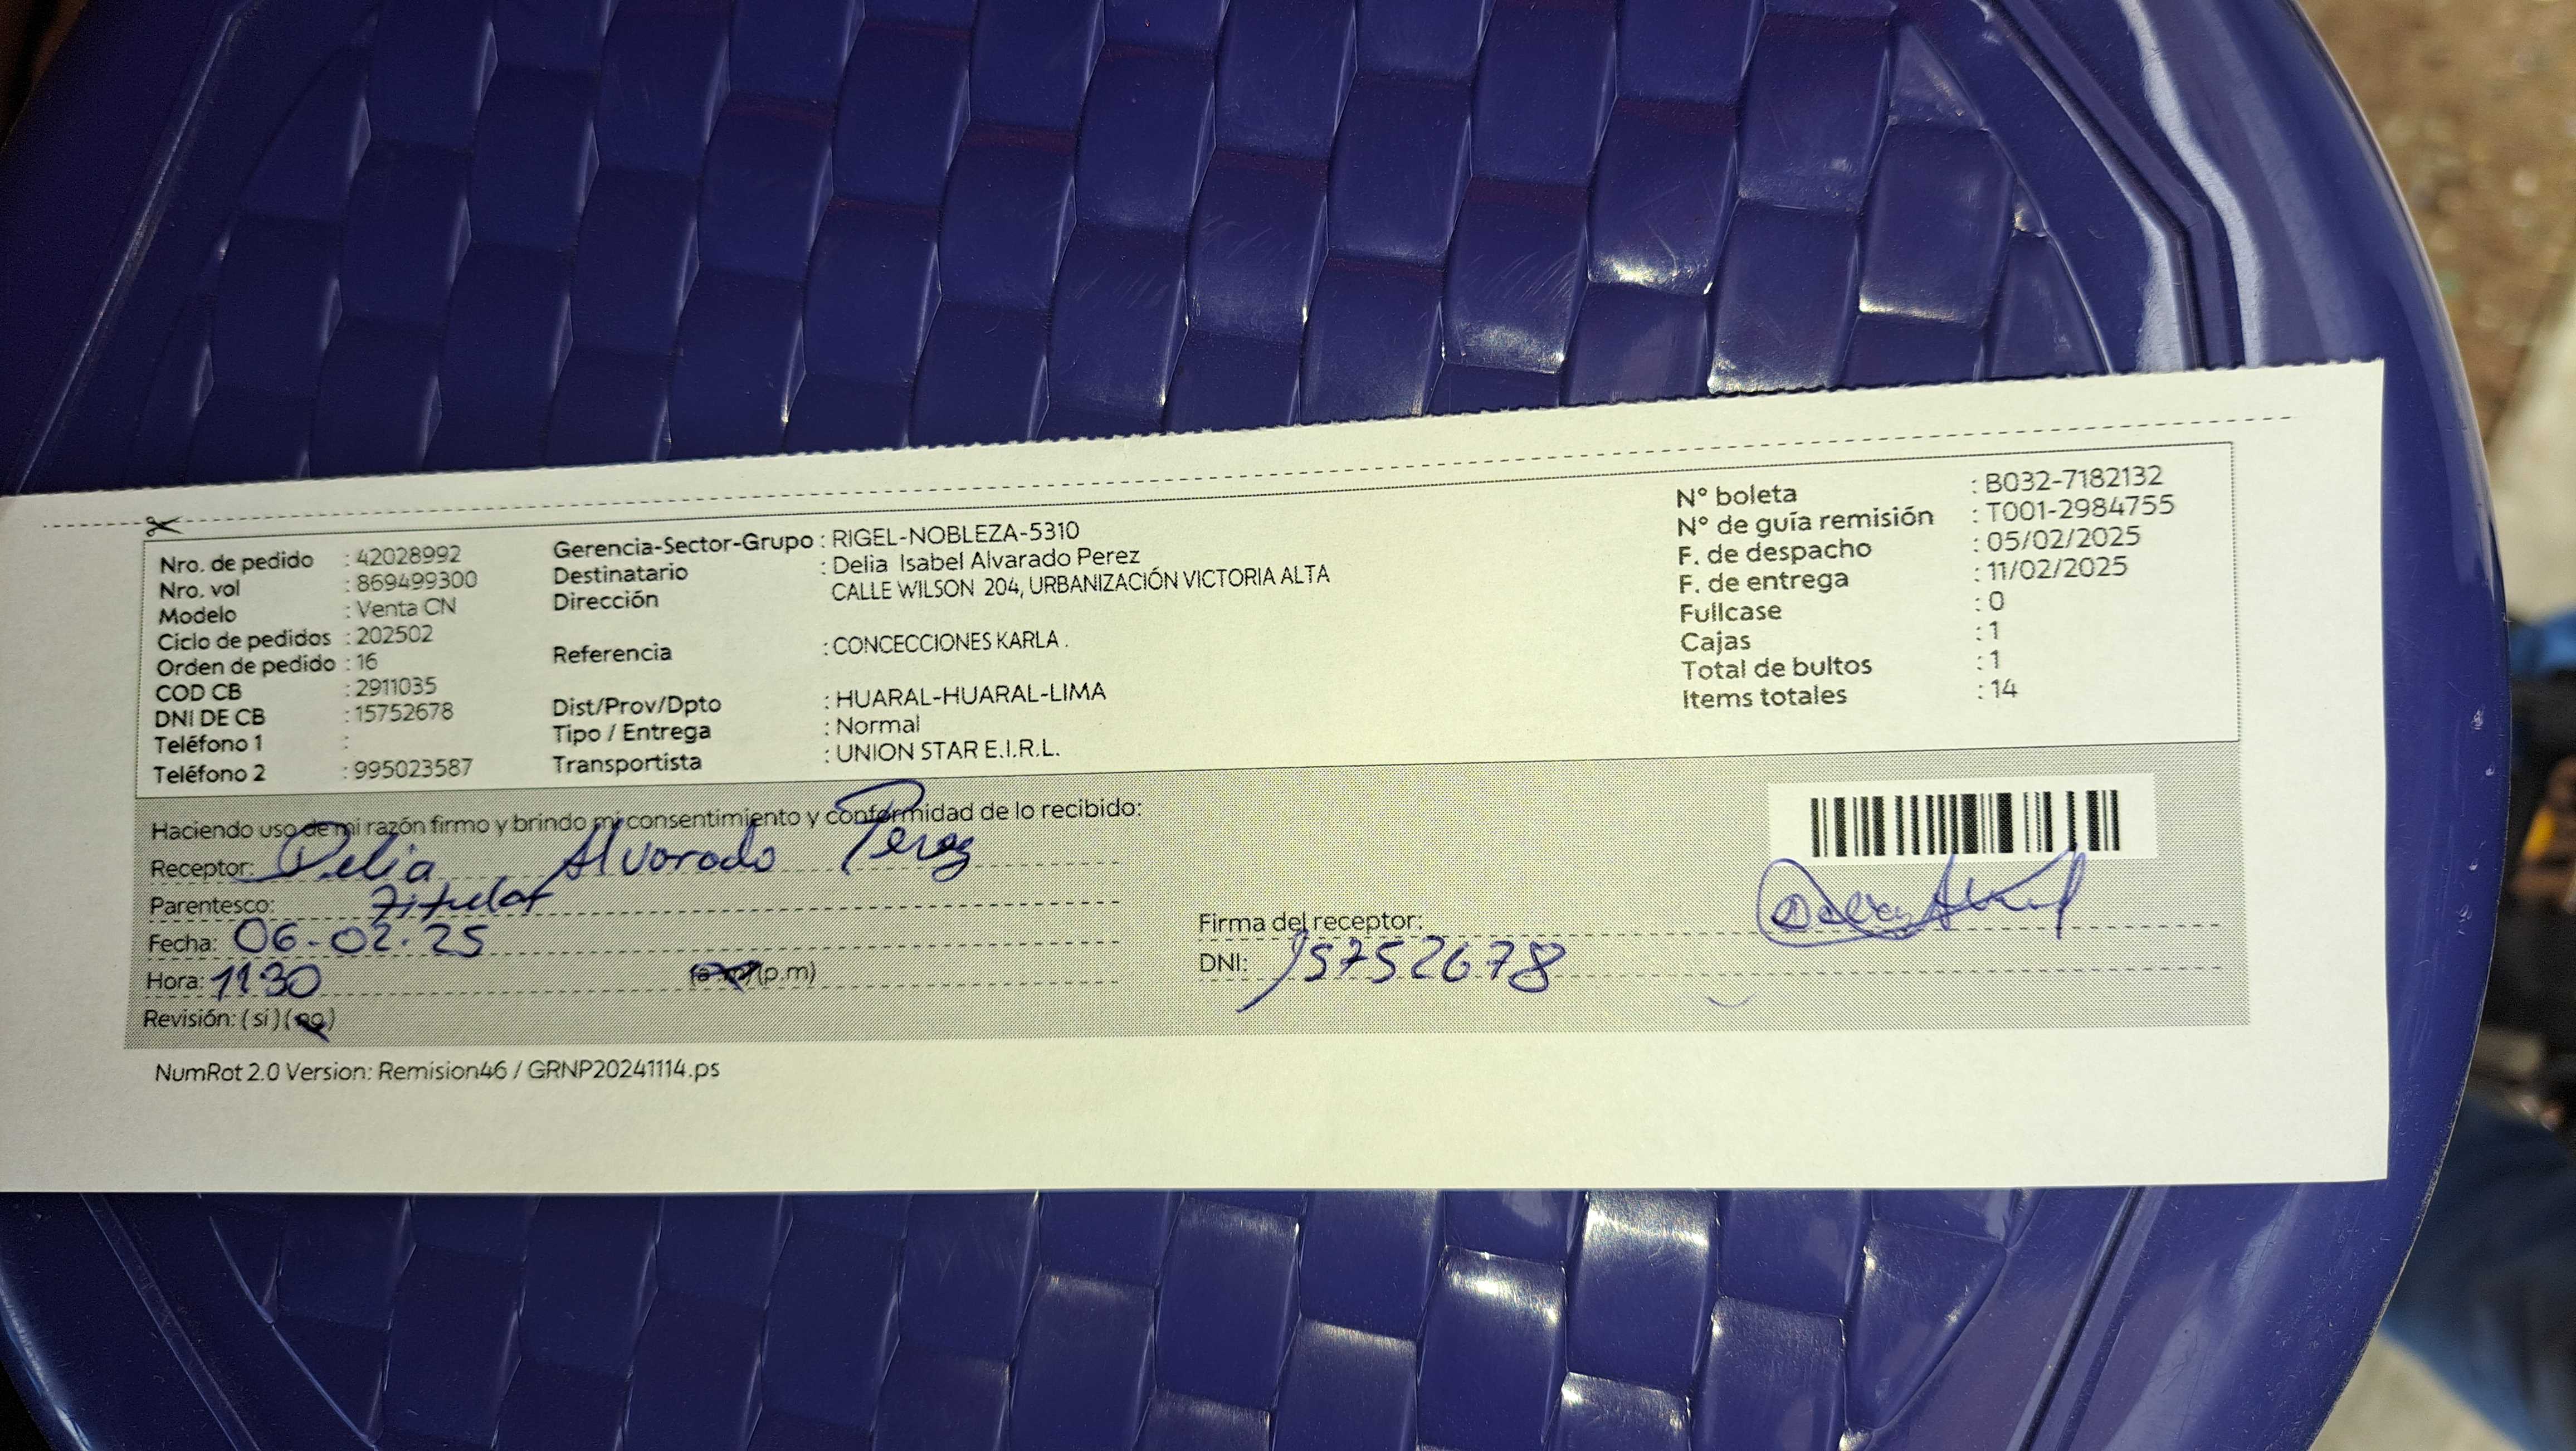 Nro. de pedido : 42028992
Nro. vol : 869499300
Modelo : Venta CN
Ciclo de pedidos : 202502
Orden de pedido : 16
COD CB : 2911035
DNI DE CB : 15752678
Teléfono 1 :
Teléfono 2 : 995023587
Gerencia-Sector-Grupo : RIGEL-NOBLEZA-5310
Destinatario : Delia Isabel Alvarado Perez
Dirección CALLE WILSON 204, URBANIZACIÓN VICTORIA ALTA
Referencia : CONCECCIONES KARLA .
Dist/Prov/Dpto : HUARAL-HUARAL-LIMA
Tipo / Entrega : Normal
Transportista : UNION STAR E.I.R.L.
N° boleta : B032-7182132
N° de guía remisión : T001-2984755
F. de despacho : 05/02/2025
F. de entrega : 11/02/2025
Fullcase : 0
Cajas : 1
Total de bultos : 1
Items totales : 14
Haciendo uso de mi razón firmo y brindo mi consentimiento y conformidad de lo recibido:
Receptor: Delia Alvarado Perez
Parentesco: Titular
Fecha: 06-02-25
Hora: 11:30 (a.m) (p.m)
Revisión: (si) (no)
Firma del receptor:
DNI: 15752678
NumRot 2.0 Version: Remision46 / GRNP20241114.ps